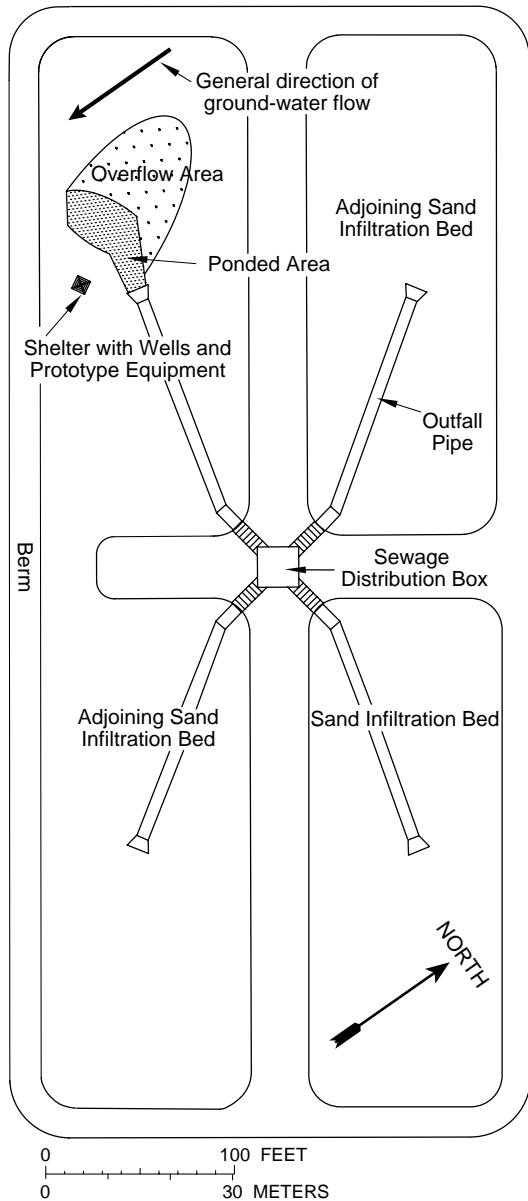 General direction of
ground-water flow
Overflow Area
Adjoining Sand
Infiltration Bed
Ponded Area
Shelter with Wells and
Prototype Equipment
Outfall
Pipe
Berm
Sewage
Distribution Box
Adjoining Sand
Infiltration Bed
Sand Infiltration Bed
NORTH
0 100 FEET
0 30 METERS